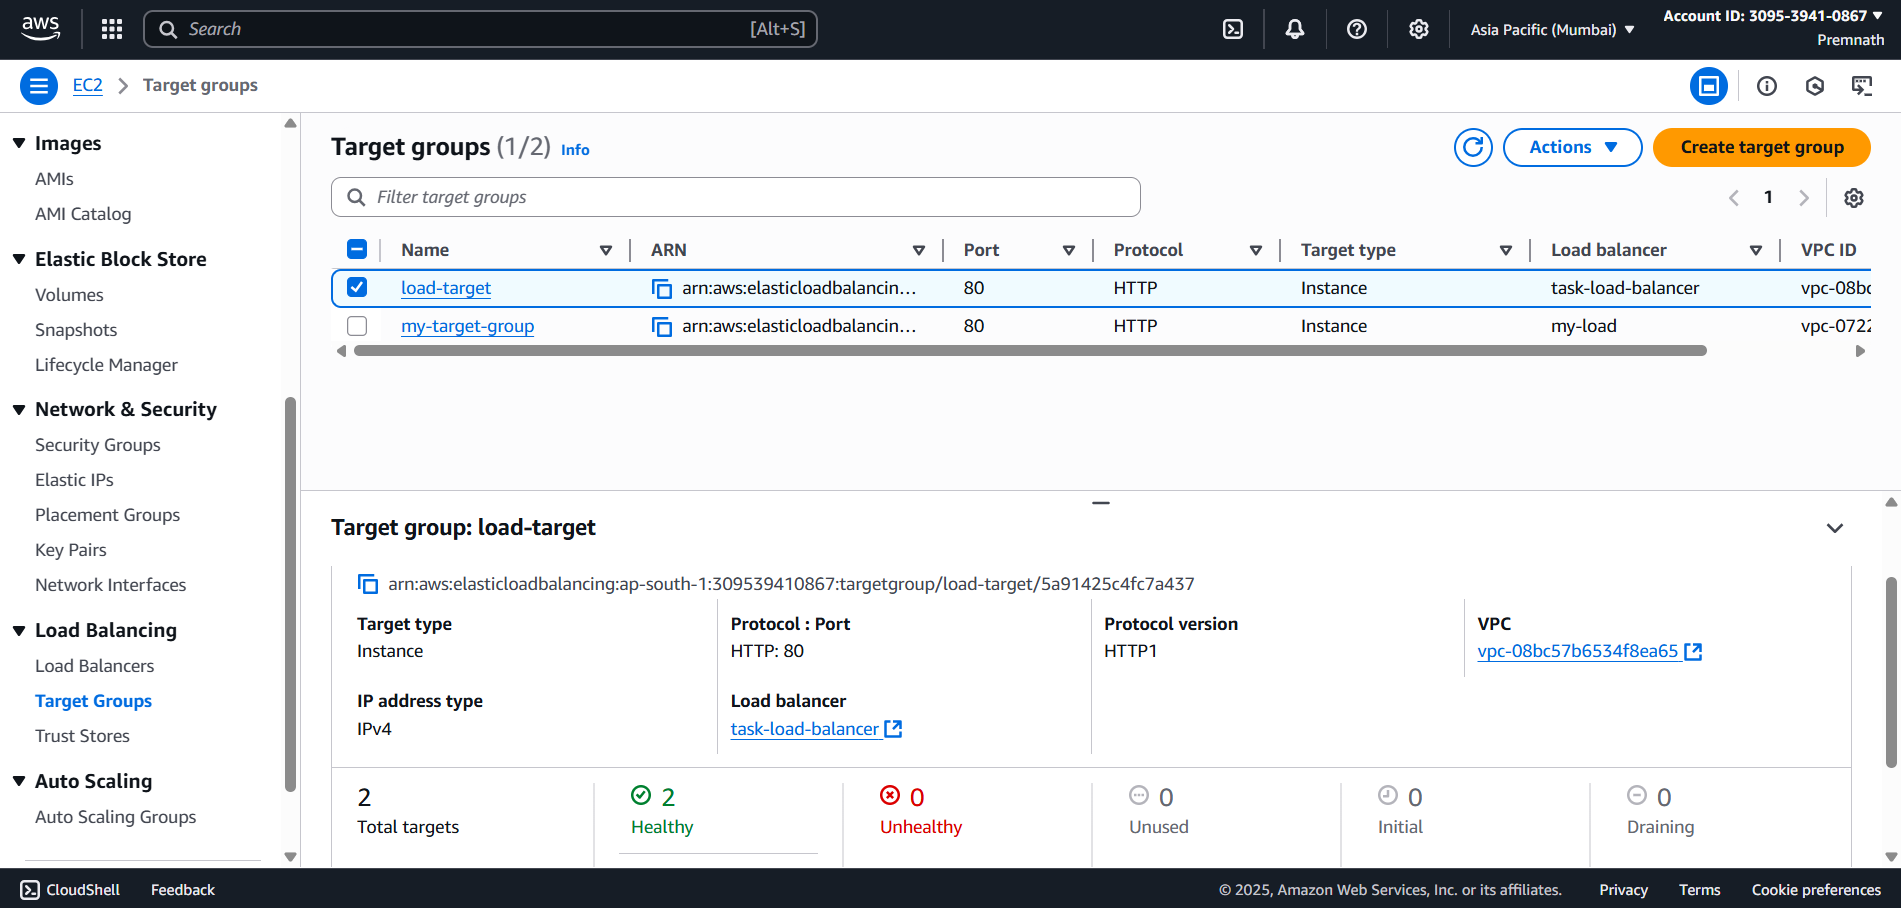 aws
Search [Alt+S]
Asia Pacific (Mumbai)
Account ID: 3095-3941-0867
Premnath
EC2 Target groups
Images
AMIs
AMI Catalog
Elastic Block Store
Volumes
Snapshots
Lifecycle Manager
Network & Security
Security Groups
Elastic IPs
Placement Groups
Key Pairs
Network Interfaces
Load Balancing
Load Balancers
Target Groups
Trust Stores
Auto Scaling
Auto Scaling Groups
Target groups (1/2) Info
Actions
Create target group
Filter target groups
1
Name ARN Port Protocol Target type Load balancer VPC ID
load-target arn:aws:elasticloadbalancin... 80 HTTP Instance task-load-balancer vpc-08bc
my-target-group arn:aws:elasticloadbalancin... 80 HTTP Instance my-load vpc-0722
Target group: load-target
arn:aws:elasticloadbalancing:ap-south-1:309539410867:targetgroup/load-target/5a91425c4fc7a437
Target type
Instance
Protocol : Port
HTTP: 80
Protocol version
HTTP1
VPC
vpc-08bc57b6534f8ea65
IP address type
IPv4
Load balancer
task-load-balancer
2
Total targets
2
Healthy
0
Unhealthy
0
Unused
0
Initial
0
Draining
CloudShell Feedback
© 2025, Amazon Web Services, Inc. or its affiliates. Privacy Terms Cookie preferences